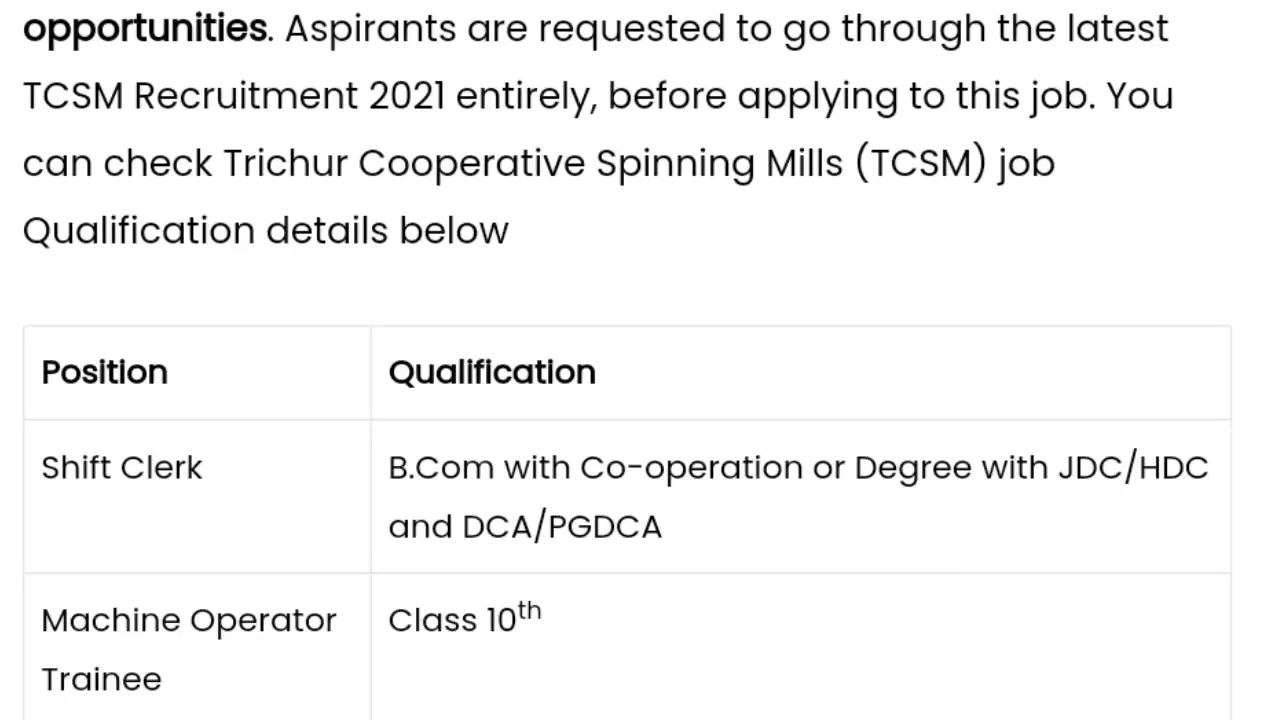 opportunities. Aspirants are requested to go through the latest
TCSM Recruitment 2021 entirely, before applying to this job. You
can check Trichur Cooperative Spinning Mills (TCSM) job
Qualification details below
Position Qualification
Shift Clerk B.Com with Co-operation or Degree with JDC/HDC
and DCA/PGDCA
Machine Operator Class 10th
Trainee